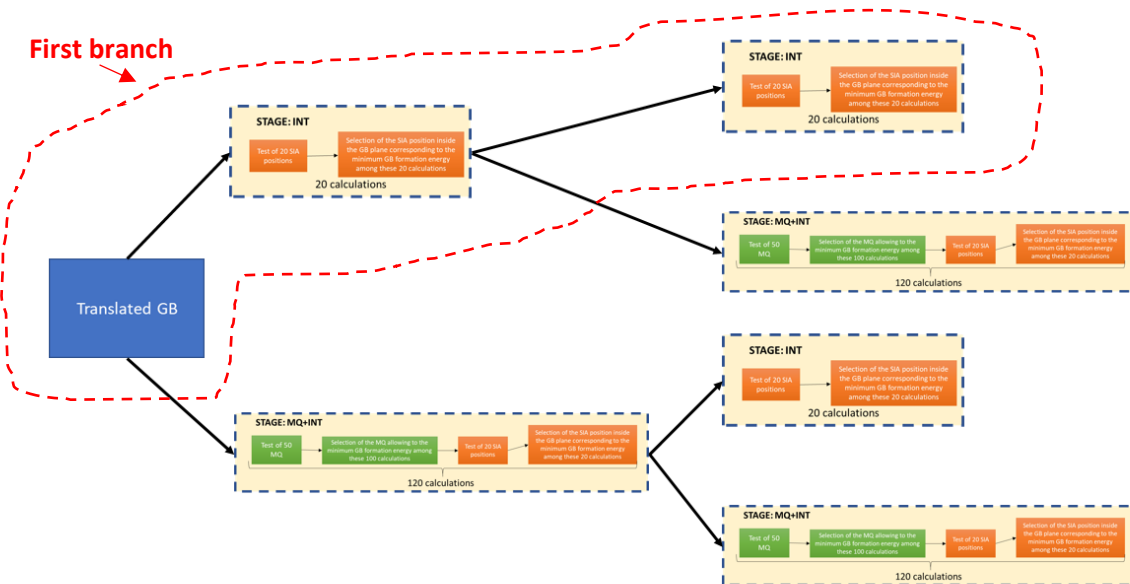 First branch
STAGE: INT
Test of 20 SIA
positions
Selection of the SIA position inside
the GB plane corresponding to the
minimum GB formation energy
among these 20 calculations
20 calculations
STAGE: INT
Test of 20 SIA
positions
Selection of the SIA position inside
the GB plane corresponding to the
minimum GB formation energy
among these 20 calculations
20 calculations
STAGE: MQ+INT
Test of 50
MQ
Selection of the MQ allowing to the
minimum GB formation energy among
these 100 calculations
Test of 20 SIA
positions
Selection of the SIA position inside
the GB plane corresponding to the
minimum GB formation energy
among these 20 calculations
120 calculations
Translated GB
STAGE: INT
Test of 20 SIA
positions
Selection of the SIA position inside
the GB plane corresponding to the
minimum GB formation energy
among these 20 calculations
20 calculations
STAGE: MQ+INT
Test of 50
MQ
Selection of the MQ allowing to the
minimum GB formation energy among
these 100 calculations
Test of 20 SIA
positions
Selection of the SIA position inside
the GB plane corresponding to the
minimum GB formation energy
among these 20 calculations
120 calculations
STAGE: MQ+INT
Test of 50
MQ
Selection of the MQ allowing to the
minimum GB formation energy among
these 100 calculations
Test of 20 SIA
positions
Selection of the SIA position inside
the GB plane corresponding to the
minimum GB formation energy
among these 20 calculations
120 calculations